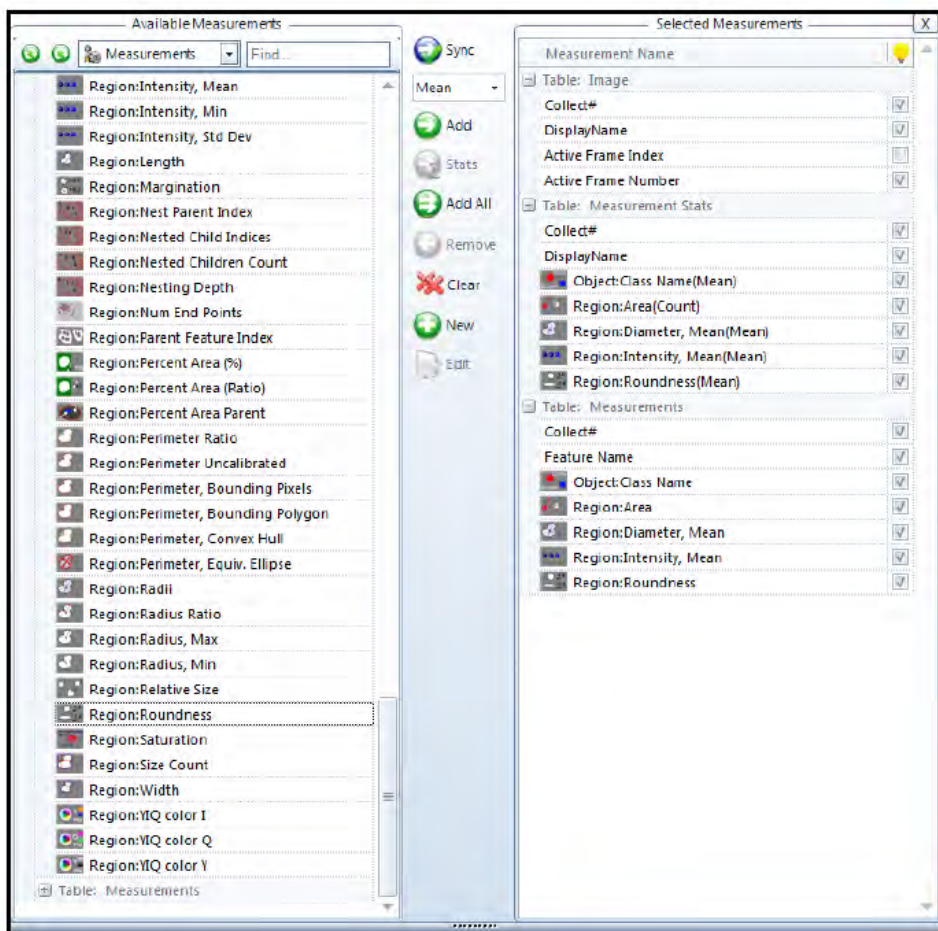 Available Measurements
Measurements
Find...
Region:Intensity, Mean
Region:Intensity, Min
Region:Intensity, Std Dev
Region:Length
Region:Margination
Region:Nest Parent Index
Region:Nested Child Indices
Region:Nested Children Count
Region:Nesting Depth
Region:Num End Points
Region:Parent Feature Index
Region:Percent Area (%)
Region:Percent Area (Ratio)
Region:Percent Area Parent
Region:Perimeter Ratio
Region:Perimeter Uncalibrated
Region:Perimeter, Bounding Pixels
Region:Perimeter, Bounding Polygon
Region:Perimeter, Convex Hull
Region:Perimeter, Equiv. Ellipse
Region:Radii
Region:Radius Ratio
Region:Radius, Max
Region:Radius, Min
Region:Relative Size
Region:Roundness
Region:Saturation
Region:Size Count
Region:Width
Region:YIQ color I
Region:YIQ color Q
Region:YIQ color Y
Table: Measurements
Sync
Mean
Add
Stats
Add All
Remove
Clear
New
Edit
Selected Measurements
X
Measurement Name
Table: Image
Collect#
DisplayName
Active Frame Index
Active Frame Number
Table: Measurement Stats
Collect#
DisplayName
Object:Class Name(Mean)
Region:Area(Count)
Region:Diameter, Mean(Mean)
Region:Intensity, Mean(Mean)
Region:Roundness(Mean)
Table: Measurements
Collect#
Feature Name
Object:Class Name
Region:Area
Region:Diameter, Mean
Region:Intensity, Mean
Region:Roundness